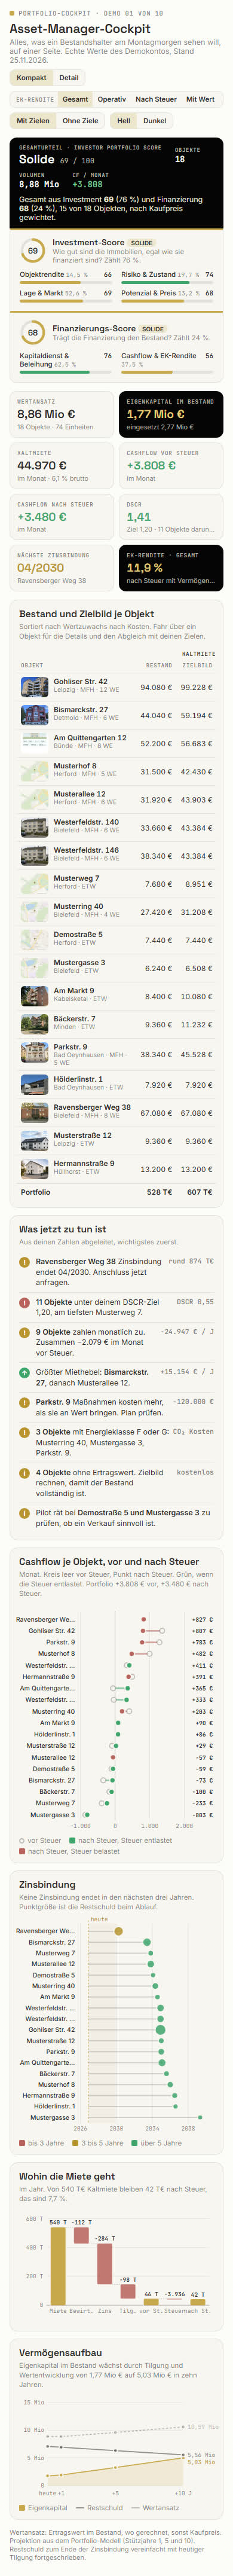 PORTFOLIO-COCKPIT · DEMO 01 VON 10
Asset-Manager-Cockpit
Alles, was ein Bestandshalter am Montagmorgen sehen will,
auf einer Seite. Echte Werte des Demokontos, Stand
25.11.2026.
Kompakt Detail
EK-RENDITE Gesamt Operativ Nach Steuer Mit Wert
Mit Zielen Ohne Ziele Hell Dunkel
GESAMTURTEIL · INVESTOR PORTFOLIO SCORE
Solide 69 / 100
OBJEKTE
18
VOLUMEN
8,88 Mio
CF / MONAT
+3.808
Gesamt aus Investment 69 (76 %) und Finanzierung
68 (24 %), 15 von 18 Objekten, nach Kaufpreis
gewichtet.
69
Investment-Score SOLIDE
Wie gut sind die Immobilien, egal wie sie
finanziert sind? Zählt 76 %.
Objektrendite 14,5 % 66
Risiko & Zustand 19,7 % 74
Lage & Markt 52,6 % 69
Potenzial & Preis 13,2 % 68
68
Finanzierungs-Score SOLIDE
Trägt die Finanzierung den Bestand? Zählt 24 %.
Kapitaldienst &
Beleihung 62,5 % 76
Cashflow & EK-Rendite
37,5 % 56
WERTANSATZ
8,86 Mio €
18 Objekte · 74 Einheiten
EIGENKAPITAL IM BESTAND
1,77 Mio €
eingesetzt 2,77 Mio €
KALTMIETE
44.970 €
im Monat · 6,1 % brutto
CASHFLOW VOR STEUER
+3.808 €
im Monat
CASHFLOW NACH STEUER
+3.480 €
im Monat
DSCR
1,41
Ziel 1,20 · 11 Objekte darun…
NÄCHSTE ZINSBINDUNG
04/2030
Ravensberger Weg 38
EK-RENDITE · GESAMT
11,9 %
nach Steuer mit Vermögen…
Bestand und Zielbild je Objekt
Sortiert nach Wertzuwachs nach Kosten. Fahr über ein
Objekt für die Details und den Abgleich mit deinen Zielen.
KALTMIETE
OBJEKT BESTAND ZIELBILD
Gohliser Str. 42
Leipzig · MFH · 12 WE
94.080 € 99.228 €
Bismarckstr. 27
Detmold · MFH · 6 WE
44.040 € 59.194 €
Am Quittengarten 12
Bünde · MFH · 8 WE
52.200 € 56.683 €
Musterhof 8
Herford · MFH · 5 WE
31.500 € 42.430 €
Musterallee 12
Herford · MFH · 6 WE
31.920 € 43.903 €
Westerfeldstr. 140
Bielefeld · MFH · 6 WE
33.660 € 43.384 €
Westerfeldstr. 146
Bielefeld · MFH · 6 WE
38.340 € 43.384 €
Musterweg 7
Herford · ETW
7.680 € 8.951 €
Musterring 40
Bielefeld · MFH · 4 WE
27.420 € 31.208 €
Demostraße 5
Herford · ETW
7.440 € 7.440 €
Mustergasse 3
Bielefeld · ETW
6.240 € 6.508 €
Am Markt 9
Kabelsketal · ETW
8.400 € 10.080 €
Bäckerstr. 7
Minden · ETW
9.360 € 11.232 €
Parkstr. 9
Bad Oeynhausen · MFH ·
5 WE
38.340 € 45.528 €
Hölderlinstr. 1
Bad Oeynhausen · ETW
7.920 € 7.920 €
Ravensberger Weg 38
Bielefeld · MFH · 8 WE
67.080 € 67.080 €
Musterstraße 12
Leipzig · ETW
9.360 € 9.360 €
Hermannstraße 9
Hüllhorst · ETW
13.200 € 13.200 €
Portfolio 528 T€ 607 T€
Was jetzt zu tun ist
Aus deinen Zahlen abgeleitet, wichtigstes zuerst.
Ravensberger Weg 38 Zinsbindung rund 874 T€
endet 04/2030. Anschluss jetzt
anfragen.
11 Objekte unter deinem DSCR-Ziel DSCR 0,55
1,20, am tiefsten Musterweg 7.
9 Objekte zahlen monatlich zu. -24.947 € / J
Zusammen −2.079 € im Monat
vor Steuer.
Größter Miethebel: Bismarckstr. +15.154 € / J
27, danach Musterallee 12.
Parkstr. 9 Maßnahmen kosten mehr, -120.000 €
als sie an Wert bringen. Plan prüfen.
3 Objekte mit Energieklasse F oder G: CO₂ Kosten
Musterring 40, Mustergasse 3,
Parkstr. 9.
4 Objekte ohne Ertragswert. Zielbild kostenlos
rechnen, damit der Bestand
vollständig ist.
Pilot rät bei Demostraße 5 und Mustergasse 3 zu
prüfen, ob ein Verkauf sinnvoll ist.
Cashflow je Objekt, vor und nach Steuer
Monat. Kreis leer vor Steuer, Punkt nach Steuer. Grün, wenn
die Steuer entlastet. Portfolio +3.808 vor, +3.480 € nach
Steuer.
Ravensberger We… +827 €
Gohliser Str. 42 +807 €
Parkstr. 9 +783 €
Musterhof 8 +482 €
Westerfeldstr. … +411 €
Hermannstraße 9 +391 €
Am Quittengarte… +365 €
Westerfeldstr. … +333 €
Musterring 40 +203 €
Am Markt 9 +90 €
Hölderlinstr. 1 +86 €
Musterstraße 12 +29 €
Musterallee 12 -57 €
Demostraße 5 -59 €
Bismarckstr. 27 -73 €
Bäckerstr. 7 -100 €
Musterweg 7 -233 €
Mustergasse 3 -803 €
-1.000 0 1.000 2.000
vor Steuer nach Steuer, Steuer entlastet
nach Steuer, Steuer belastet
Zinsbindung
Keine Zinsbindung endet in den nächsten drei Jahren.
Punktgröße ist die Restschuld beim Ablauf.
heute
Ravensberger We…
Bismarckstr. 27
Musterweg 7
Musterallee 12
Demostraße 5
Musterring 40
Am Markt 9
Westerfeldstr. …
Westerfeldstr. …
Gohliser Str. 42
Musterstraße 12
Parkstr. 9
Am Quittengarte…
Bäckerstr. 7
Musterhof 8
Hermannstraße 9
Hölderlinstr. 1
Mustergasse 3
2026 2030 2034 2038
bis 3 Jahre 3 bis 5 Jahre über 5 Jahre
Wohin die Miete geht
Im Jahr. Von 540 T€ Kaltmiete bleiben 42 T€ nach Steuer,
das sind 7,7 %.
600 T
400 T
200 T
0
540 T -112 T
-284 T
-98 T
46 T -3.936 42 T
Miete Bewirt. Zins Tilg. vor St. Steuer nach St.
Vermögensaufbau
Eigenkapital im Bestand wächst durch Tilgung und
Wertentwicklung von 1,77 Mio € auf 5,03 Mio € in zehn
Jahren.
15 Mio
10 Mio
5 Mio
0
10,59 Mio
5,56 Mio
5,03 Mio
heute +1 +5 +10 J
Eigenkapital Restschuld Wertansatz
Wertansatz: Ertragswert im Bestand, wo gerechnet, sonst Kaufpreis.
Projektion aus dem Portfolio-Modell (Stützjahre 1, 5 und 10).
Restschuld zum Ende der Zinsbindung vereinfacht mit heutiger
Tilgung fortgeschrieben.